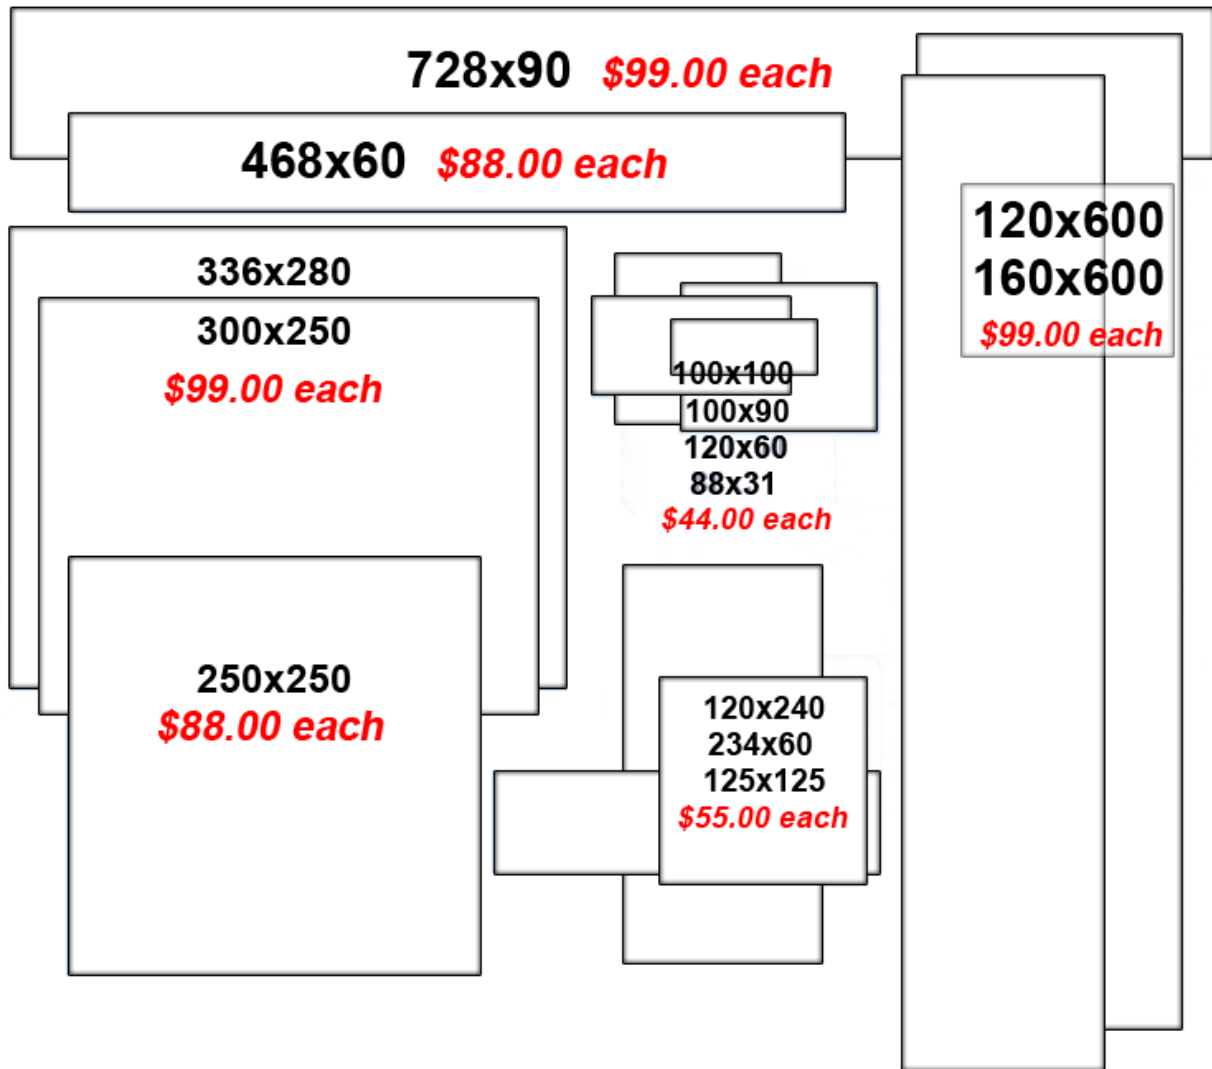 728x90 $99.00 each
468x60 $88.00 each
120x600
160x600
$99.00 each
336x280
300x250
$99.00 each
100x100
100x90
120x60
88x31
$44.00 each
250x250
$88.00 each
120x240
234x60
125x125
$55.00 each